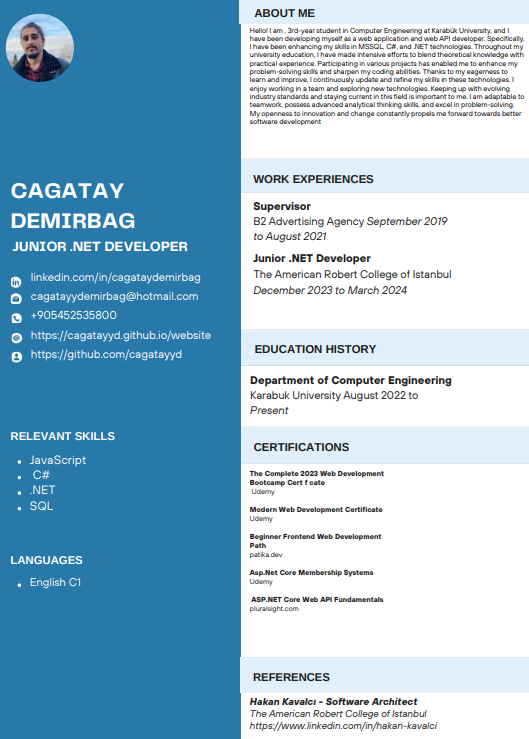 CAGATAY
DEMIRBAG
JUNIOR .NET DEVELOPER
linkedin.com/in/cagataydemirbag
cagatayydemirbag@hotmail.com
+905452535800
https://cagatayyd.github.io/website
https://github.com/cagatayyd
RELEVANT SKILLS
JavaScript
C#
.NET
SQL
LANGUAGES
English C1
ABOUT ME
Hello! I am , 3rd-year student in Computer Engineering at Karabük University, and I
have been developing myself as a web application and web API developer. Specifically,
I have been enhancing my skills in MSSQL, C#, and .NET technologies. Throughout my
university education, I have made intensive efforts to blend theoretical knowledge with
practical experience. Participating in various projects has enabled me to enhance my
problem-solving skills and sharpen my coding abilities. Thanks to my eagerness to
learn and improve, I continuously update and refine my skills in these technologies. I
enjoy working in a team and exploring new technologies. Keeping up with evolving
industry standards and staying current in this field is important to me. I am adaptable to
teamwork, possess advanced analytical thinking skills, and excel in problem-solving.
My openness to innovation and change constantly propels me forward towards better
software development
WORK EXPERIENCES
Supervisor
B2 Advertising Agency September 2019
to August 2021
Junior .NET Developer
The American Robert College of Istanbul
December 2023 to March 2024
EDUCATION HISTORY
Department of Computer Engineering
Karabuk University August 2022 to
Present
CERTIFICATIONS
The Complete 2023 Web Development
Bootcamp Cert f cate
Udemy
Modern Web Development Certificate
Udemy
Beginner Frontend Web Development
Path
patika.dev
Asp.Net Core Membership Systems
Udemy
ASP.NET Core Web API Fundamentals
pluralsight.com
REFERENCES
Hakan Kavalcı - Software Architect
The American Robert College of Istanbul
https://www.linkedin.com/in/hakan-kavalci